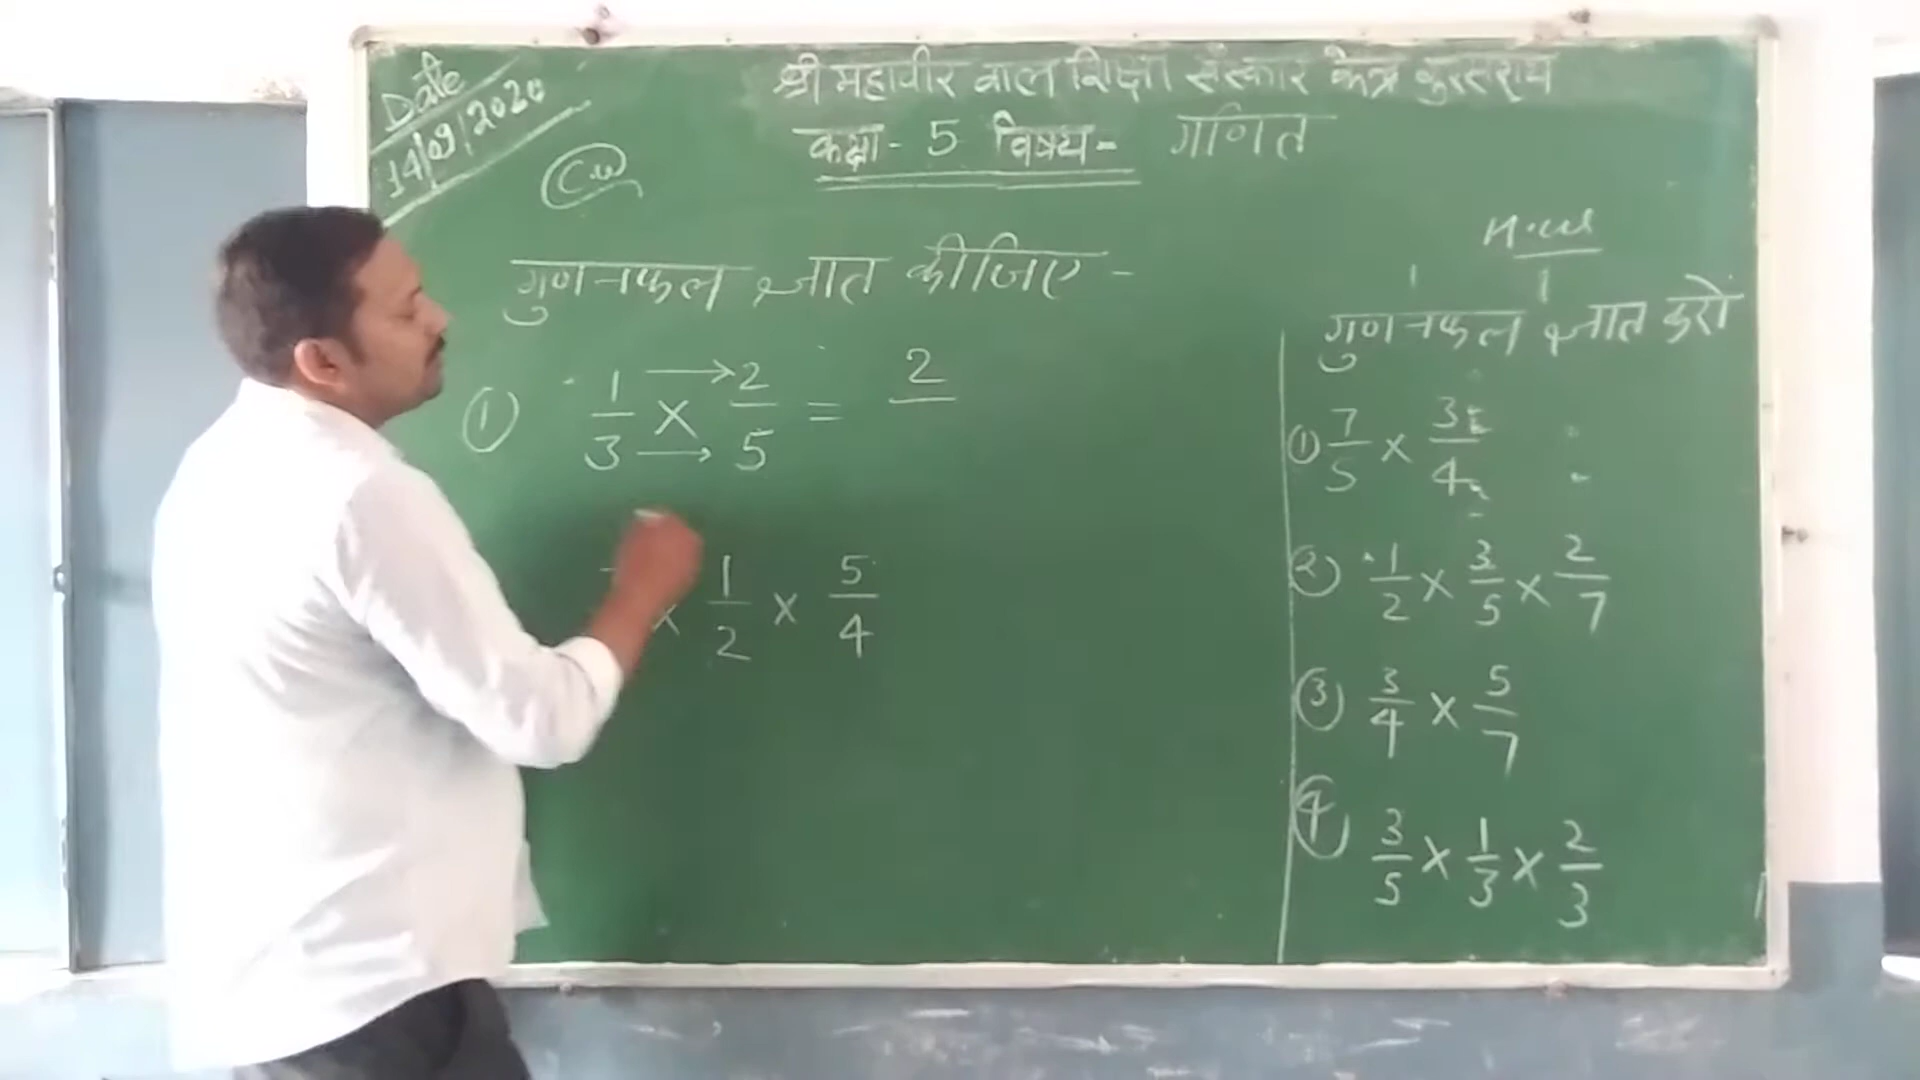 Date
14/09/2020
श्री महावीर बाल शिक्षा संस्कार केन्द्र
कक्षा - 5 विषय - गणित
C.W
गुणनफल ज्ञात कीजिए -
① 1/3 × 2/5 = 2
× 1/2 × 5/4
H.W
गुणनफल ज्ञात करो
① 7/5 × 3/4
② 1/2 × 3/5 × 2/7
③ 3/4 × 5/7
④ 3/5 × 1/3 × 2/3